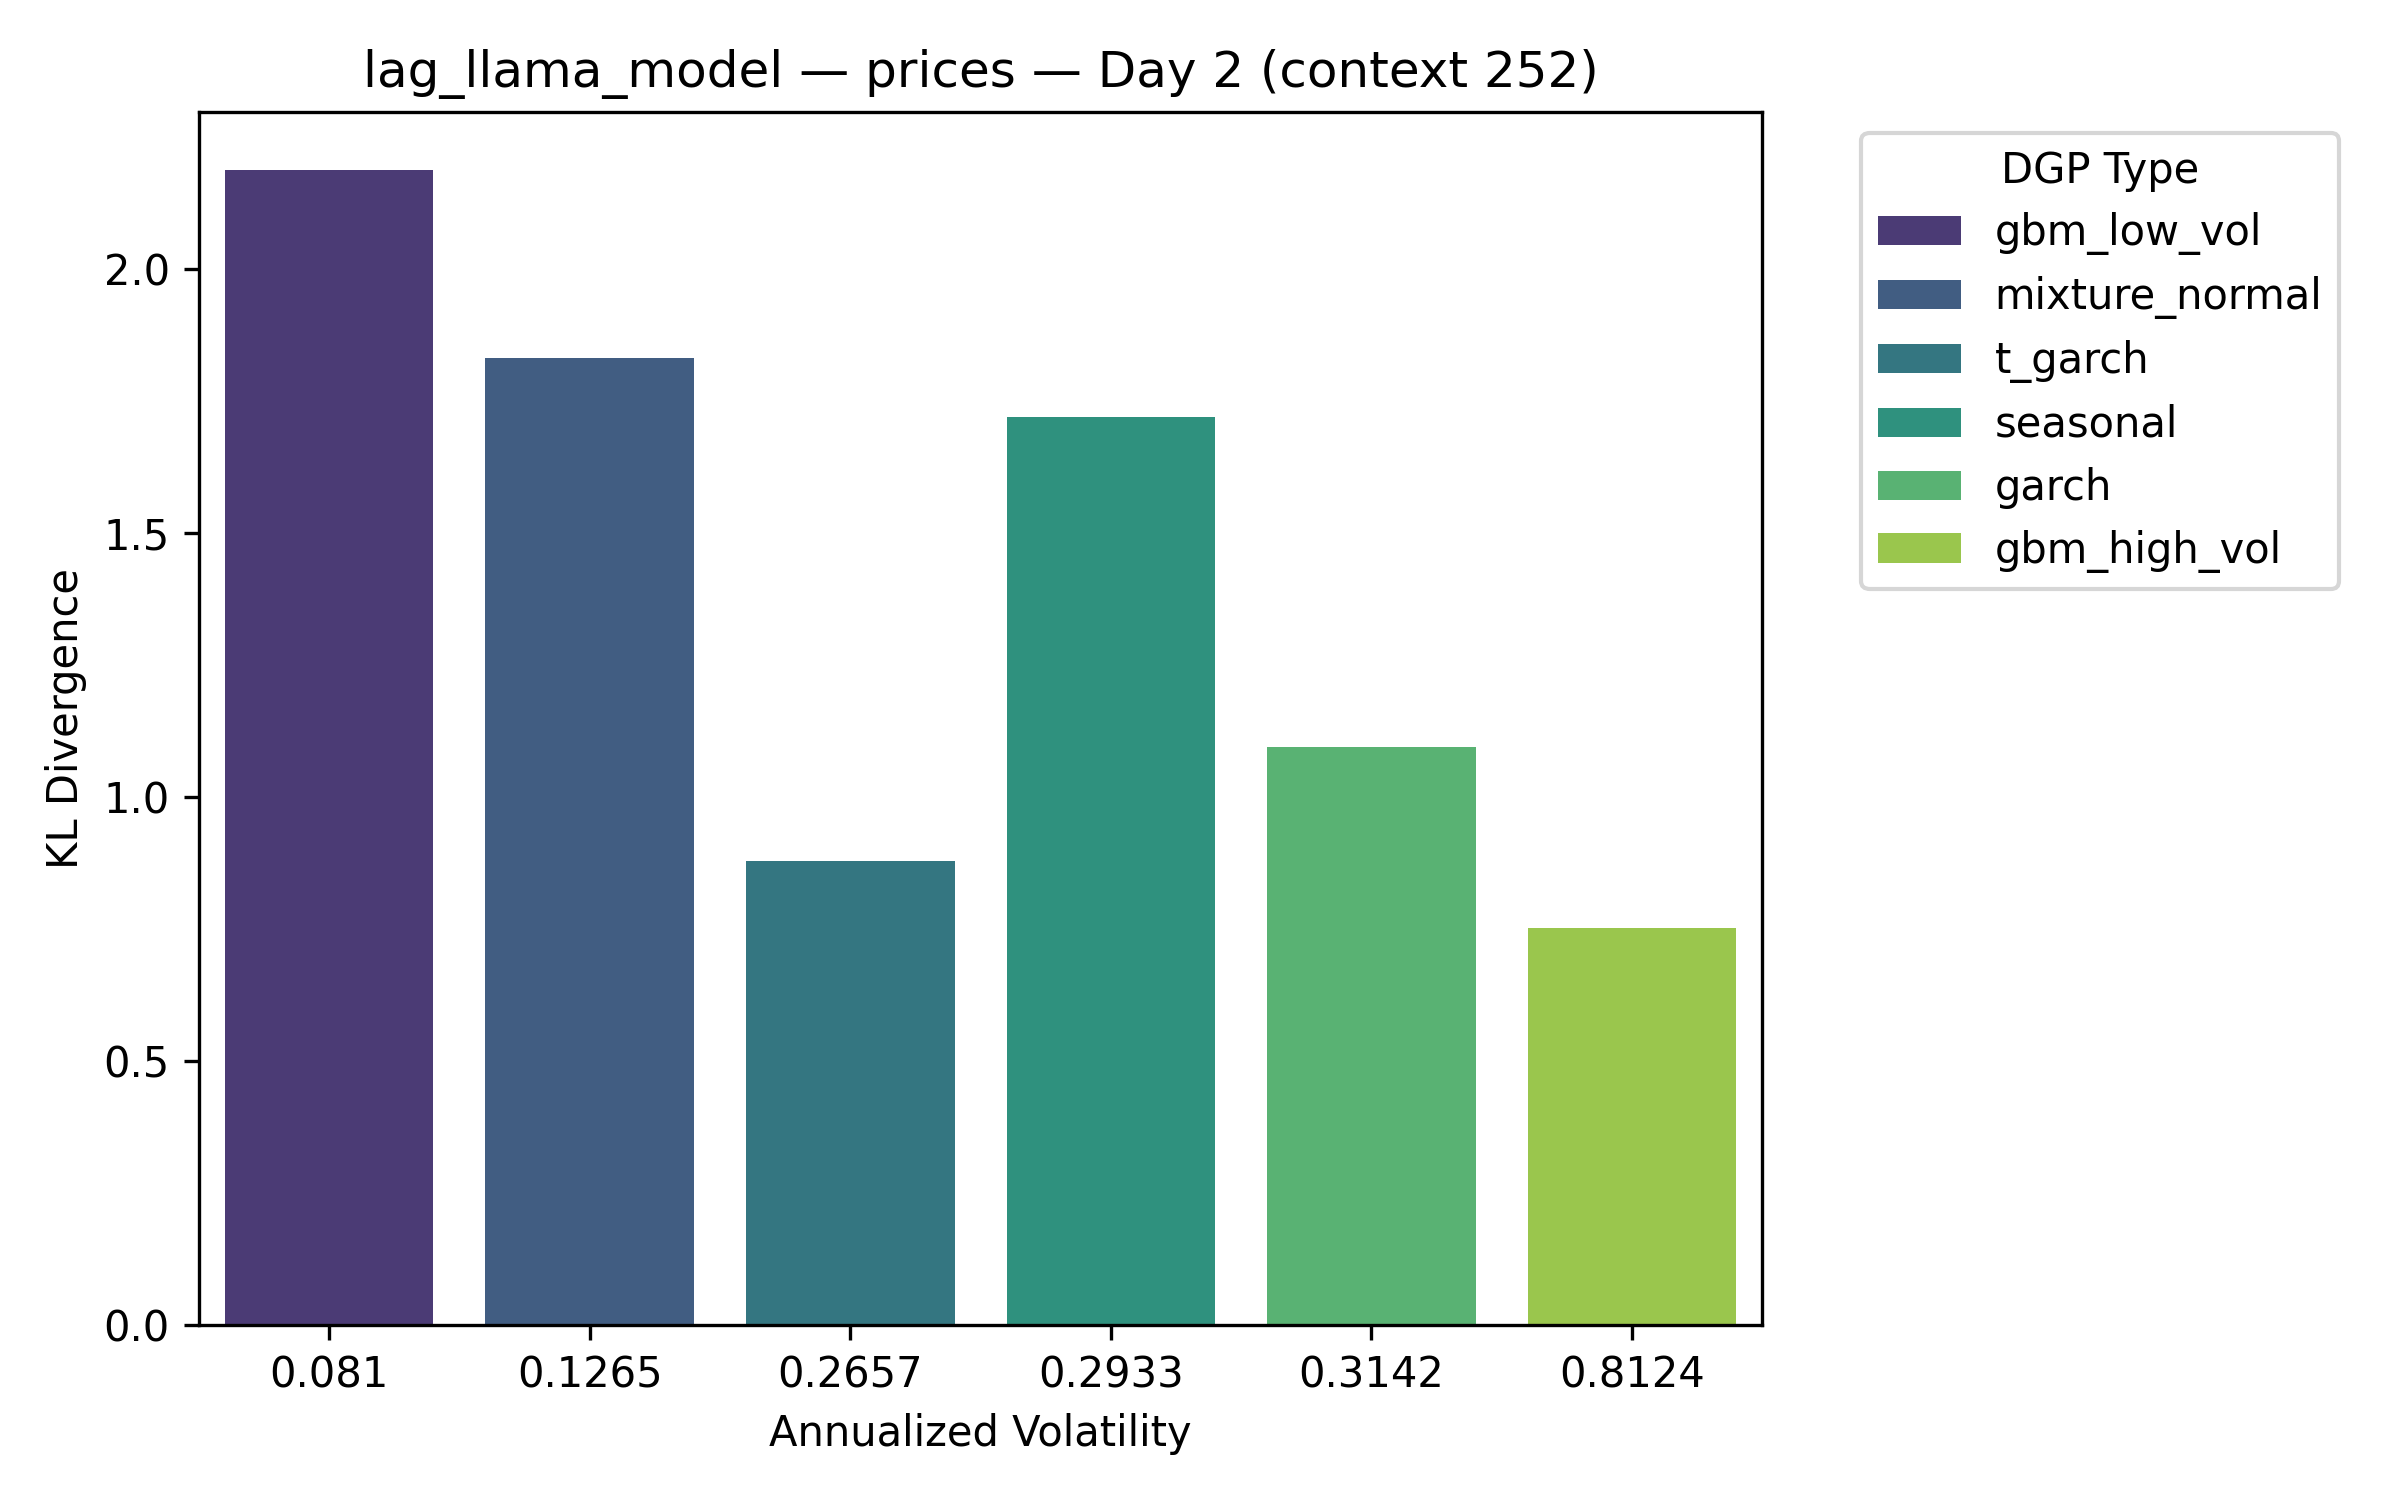 lag_llama_model — prices — Day 2 (context 252)
KL Divergence
2.0
1.5
1.0
0.5
0.0
0.081 0.1265 0.2657 0.2933 0.3142 0.8124
Annualized Volatility
DGP Type
gbm_low_vol
mixture_normal
t_garch
seasonal
garch
gbm_high_vol